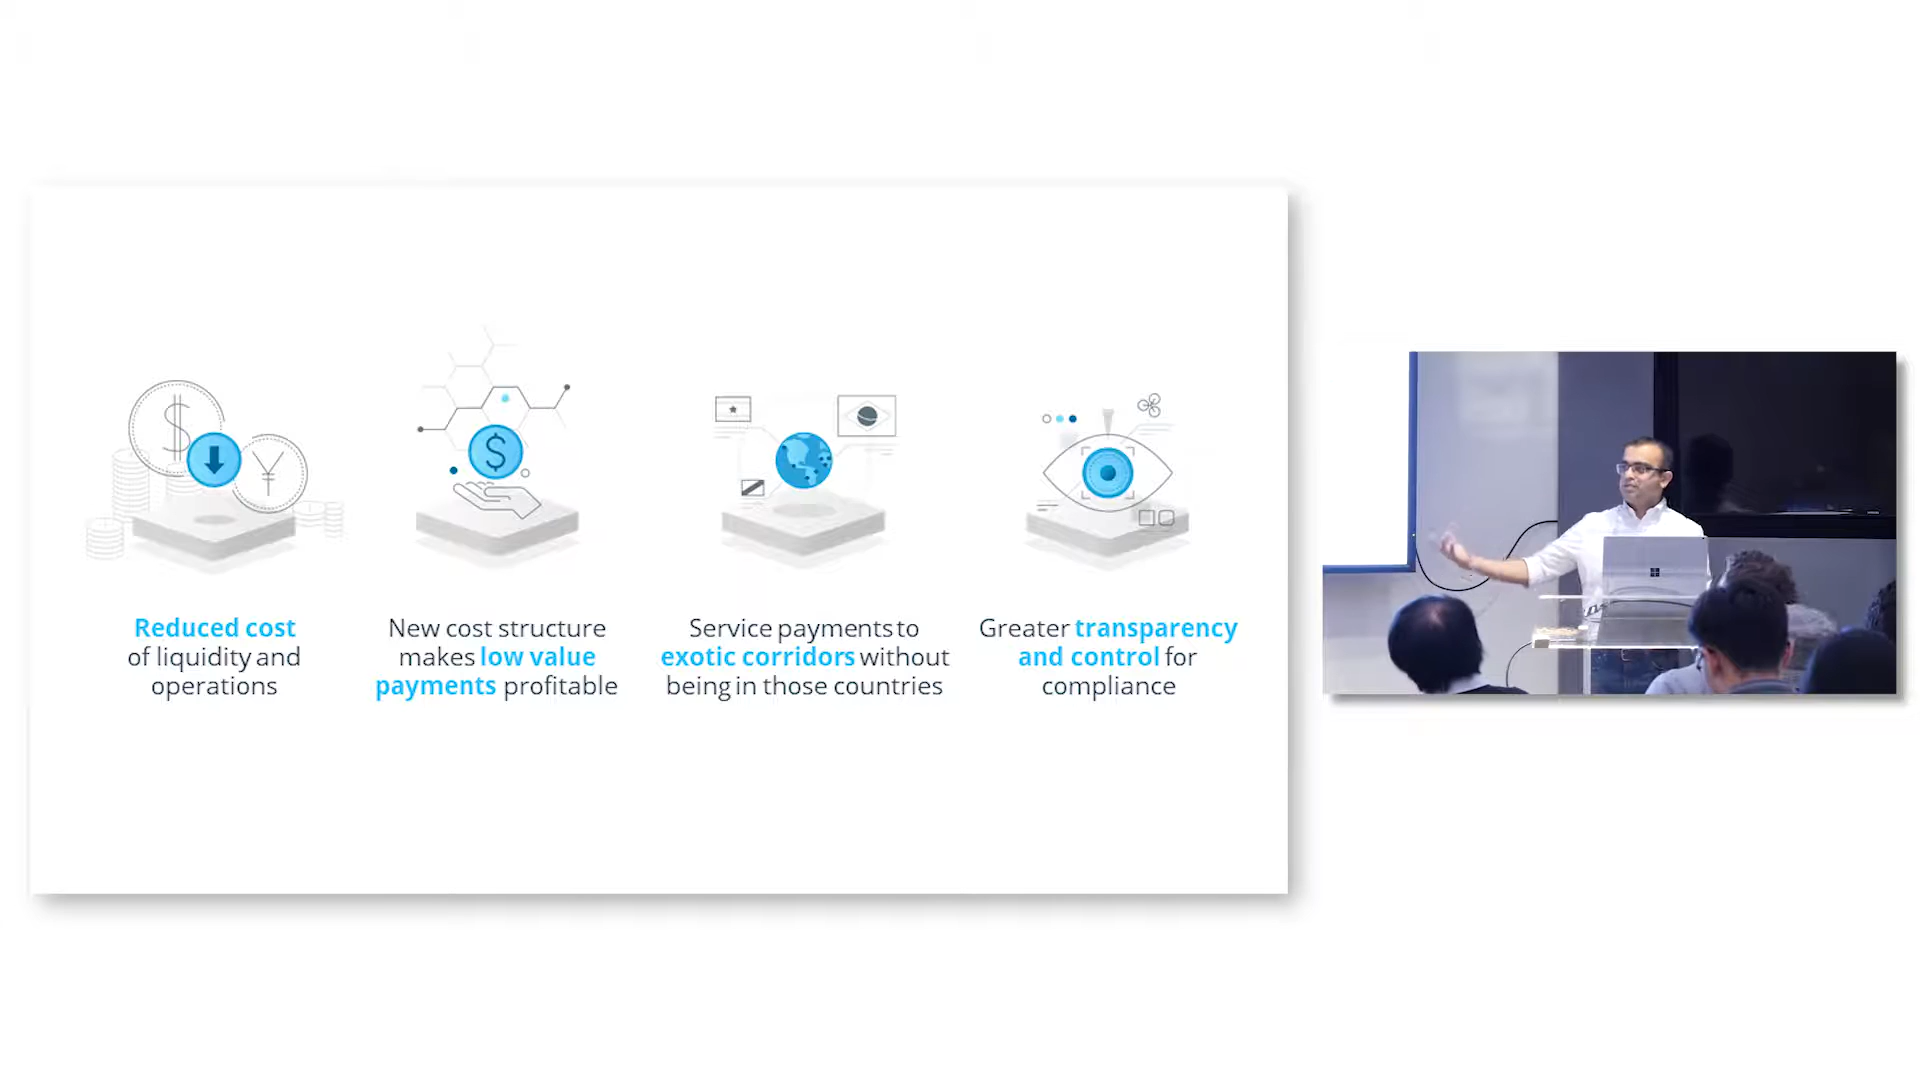 Reduced cost
of liquidity and
operations
New cost structure
makes low value
payments profitable
Service payments to
exotic corridors without
being in those countries
Greater transparency
and control for
compliance